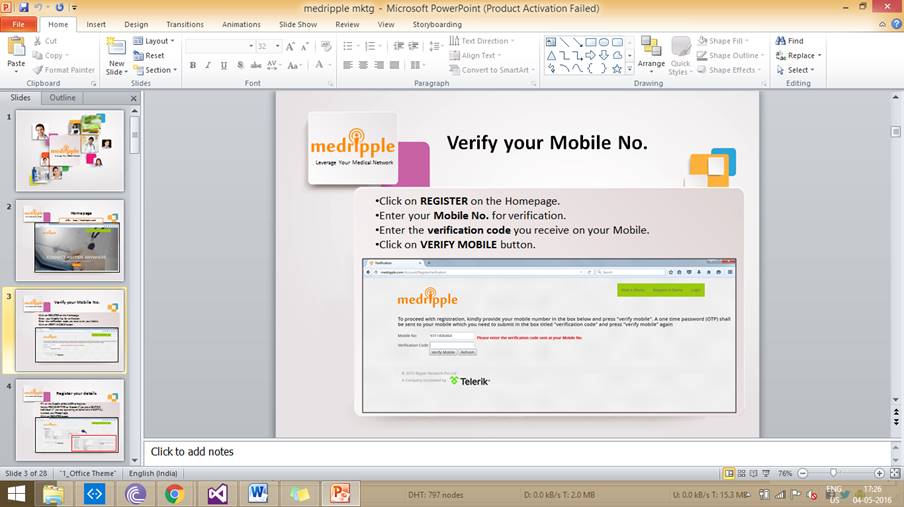 medripple mktg - Microsoft PowerPoint (Product Activation Failed)
File Home Insert Design Transitions Animations Slide Show Review View Storyboarding
Paste
Cut
Copy
Format Painter
Clipboard
New Slide
Layout
Reset
Section
Slides
32
Font
Text Direction
Align Text
Convert to SmartArt
Paragraph
Arrange
Quick Styles
Shape Fill
Shape Outline
Shape Effects
Drawing
Find
Replace
Select
Editing
Slides Outline
1
medripple
2
Homepage
3
Verify your Mobile No.
4
Register your details
medripple
Leverage Your Medical Network
Verify your Mobile No.
•Click on REGISTER on the Homepage.
•Enter your Mobile No. for verification.
•Enter the verification code you receive on your Mobile.
•Click on VERIFY MOBILE button.
Verification
Search
medripple
Request A Demo Login
To proceed with registration, kindly provide your mobile number in the box below and press "verify mobile". A one time password (OTP) shall
be sent to your mobile which you need to submit in the box titled "verification code" and press "verify mobile" again
Mobile No:
Please enter the verification code sent at your Mobile No.
Verification Code
Verify Mobile Refresh
Telerik
Click to add notes
Slide 3 of 28 "1_Office Theme" English (India) 76%
DHT: 797 nodes D: 0.0 kB/s T: 2.0 MB U: 0.0 kB/s T: 15.3 MB
ENG
US
17:26
04-05-2016